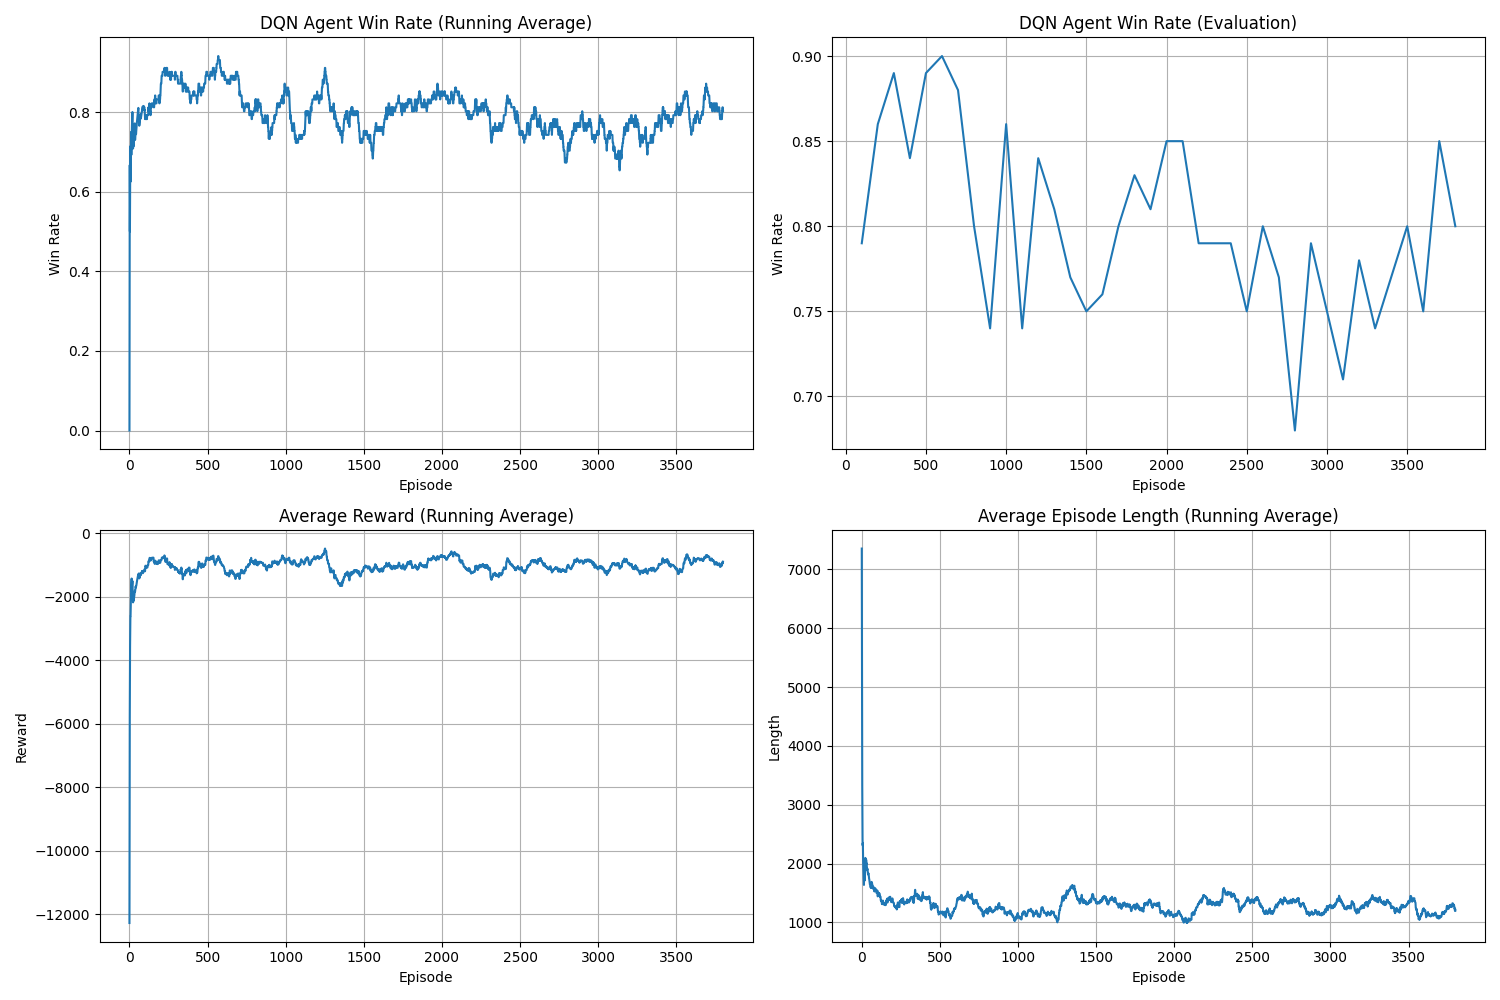 DQN Agent Win Rate (Running Average)
Win Rate
0.8
0.6
0.4
0.2
0.0
0 500 1000 1500 2000 2500 3000 3500
Episode
DQN Agent Win Rate (Evaluation)
Win Rate
0.90
0.85
0.80
0.75
0.70
0 500 1000 1500 2000 2500 3000 3500
Episode
Average Reward (Running Average)
Reward
0
−2000
−4000
−6000
−8000
−10000
−12000
0 500 1000 1500 2000 2500 3000 3500
Episode
Average Episode Length (Running Average)
Length
7000
6000
5000
4000
3000
2000
1000
0 500 1000 1500 2000 2500 3000 3500
Episode